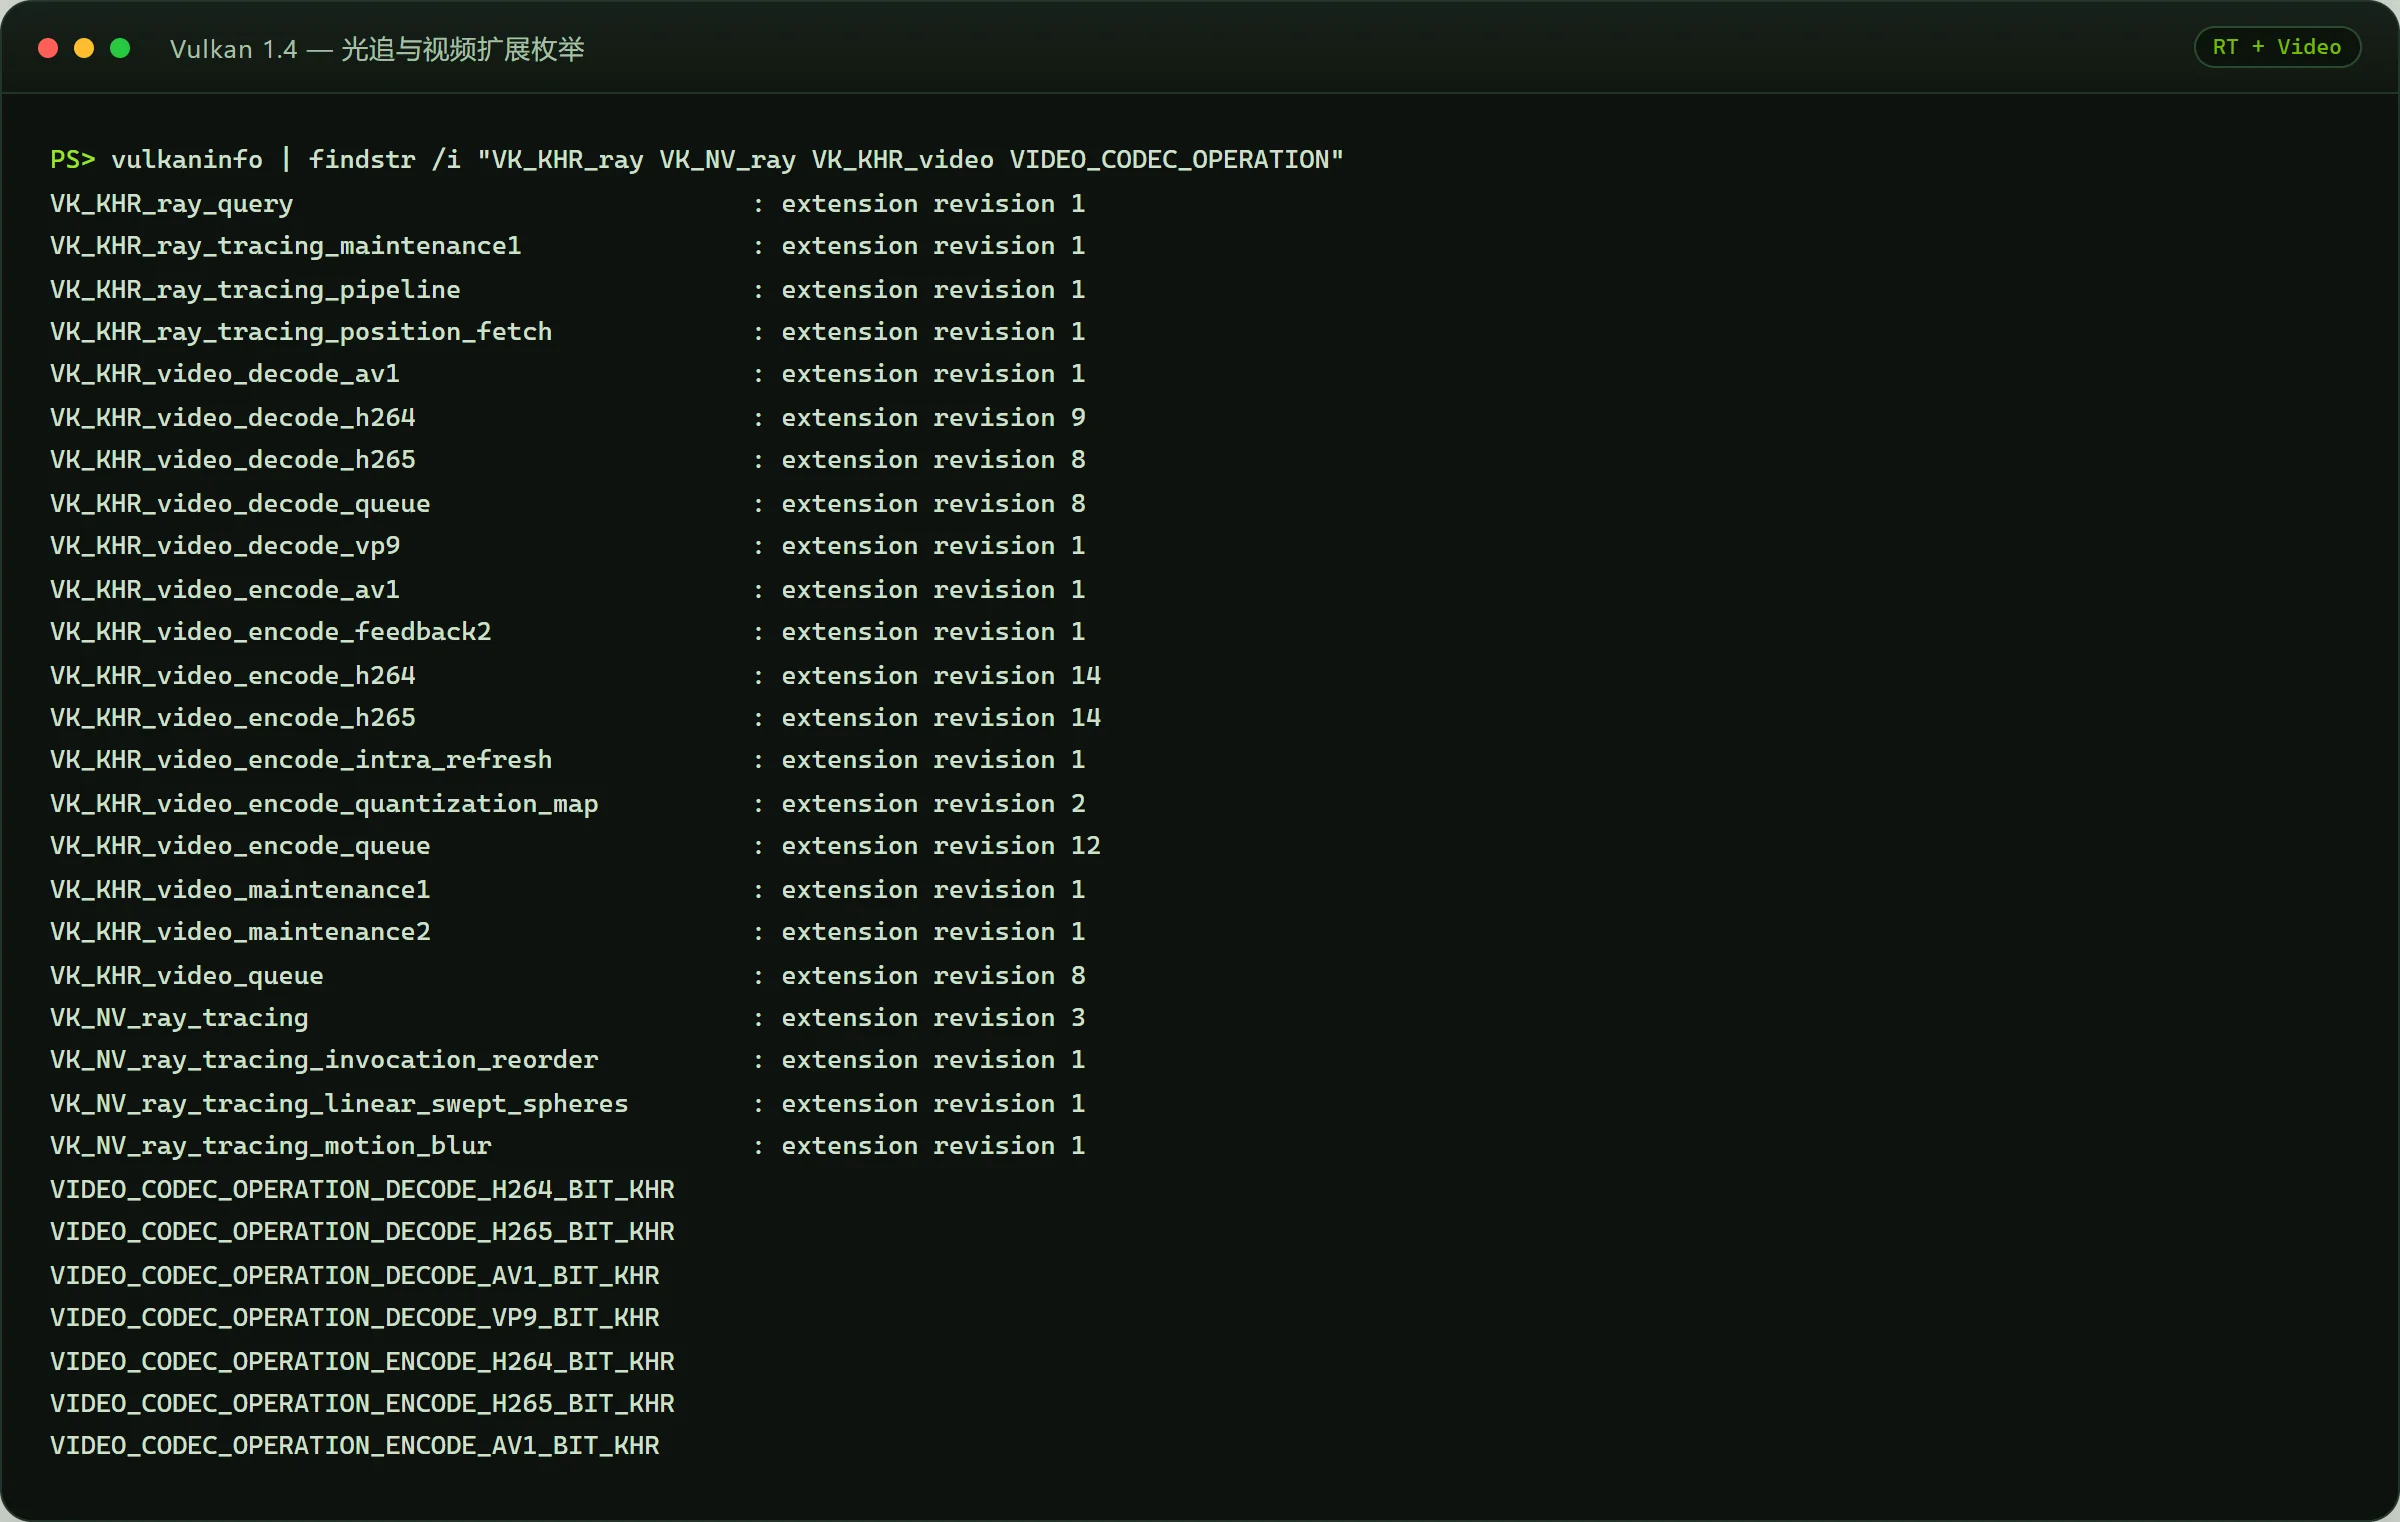 Vulkan 1.4 — 光追与视频扩展枚举
RT + Video
PS> vulkaninfo | findstr /i "VK_KHR_ray VK_NV_ray VK_KHR_video VIDEO_CODEC_OPERATION"
VK_KHR_ray_query : extension revision 1
VK_KHR_ray_tracing_maintenance1 : extension revision 1
VK_KHR_ray_tracing_pipeline : extension revision 1
VK_KHR_ray_tracing_position_fetch : extension revision 1
VK_KHR_video_decode_av1 : extension revision 1
VK_KHR_video_decode_h264 : extension revision 9
VK_KHR_video_decode_h265 : extension revision 8
VK_KHR_video_decode_queue : extension revision 8
VK_KHR_video_decode_vp9 : extension revision 1
VK_KHR_video_encode_av1 : extension revision 1
VK_KHR_video_encode_feedback2 : extension revision 1
VK_KHR_video_encode_h264 : extension revision 14
VK_KHR_video_encode_h265 : extension revision 14
VK_KHR_video_encode_intra_refresh : extension revision 1
VK_KHR_video_encode_quantization_map : extension revision 2
VK_KHR_video_encode_queue : extension revision 12
VK_KHR_video_maintenance1 : extension revision 1
VK_KHR_video_maintenance2 : extension revision 1
VK_KHR_video_queue : extension revision 8
VK_NV_ray_tracing : extension revision 3
VK_NV_ray_tracing_invocation_reorder : extension revision 1
VK_NV_ray_tracing_linear_swept_spheres : extension revision 1
VK_NV_ray_tracing_motion_blur : extension revision 1
VIDEO_CODEC_OPERATION_DECODE_H264_BIT_KHR
VIDEO_CODEC_OPERATION_DECODE_H265_BIT_KHR
VIDEO_CODEC_OPERATION_DECODE_AV1_BIT_KHR
VIDEO_CODEC_OPERATION_DECODE_VP9_BIT_KHR
VIDEO_CODEC_OPERATION_ENCODE_H264_BIT_KHR
VIDEO_CODEC_OPERATION_ENCODE_H265_BIT_KHR
VIDEO_CODEC_OPERATION_ENCODE_AV1_BIT_KHR